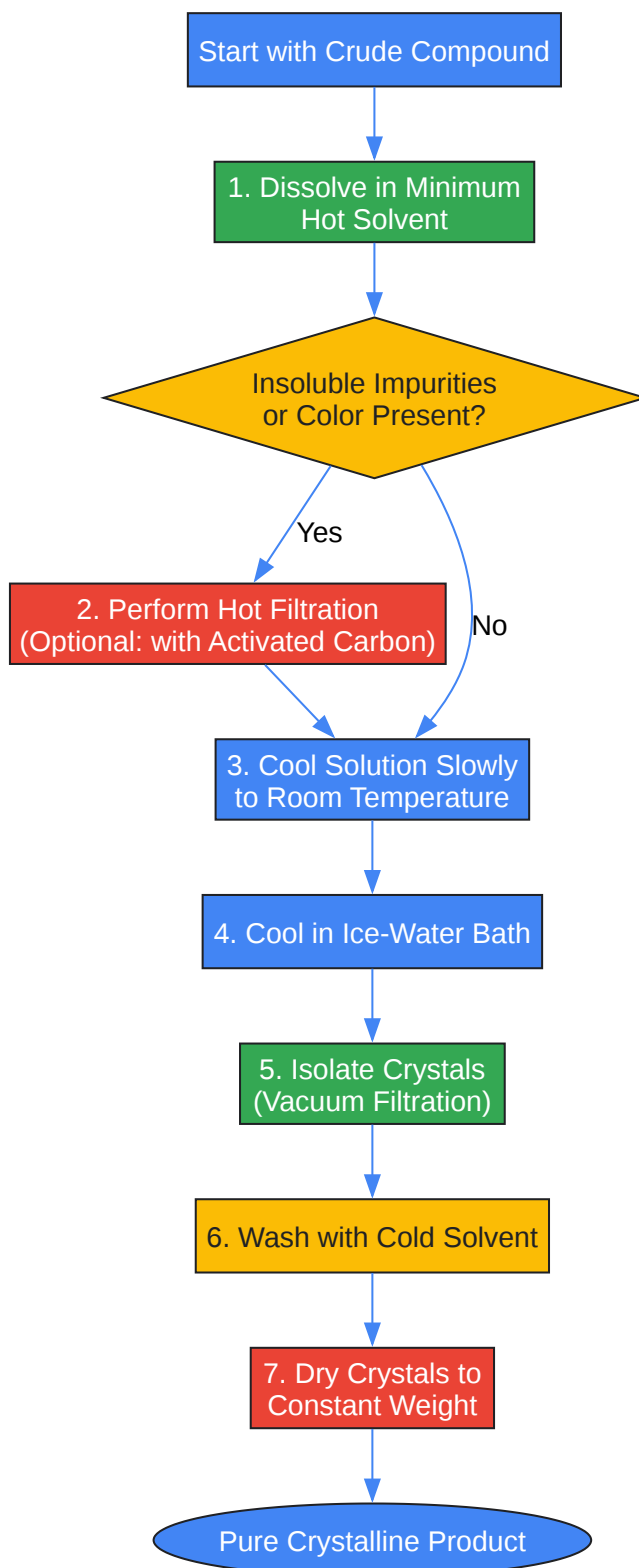 Start with Crude Compound
1. Dissolve in Minimum
Hot Solvent
Insoluble Impurities
or Color Present?
Yes
2. Perform Hot Filtration
(Optional: with Activated Carbon)
No
3. Cool Solution Slowly
to Room Temperature
4. Cool in Ice-Water Bath
5. Isolate Crystals
(Vacuum Filtration)
6. Wash with Cold Solvent
7. Dry Crystals to
Constant Weight
Pure Crystalline Product